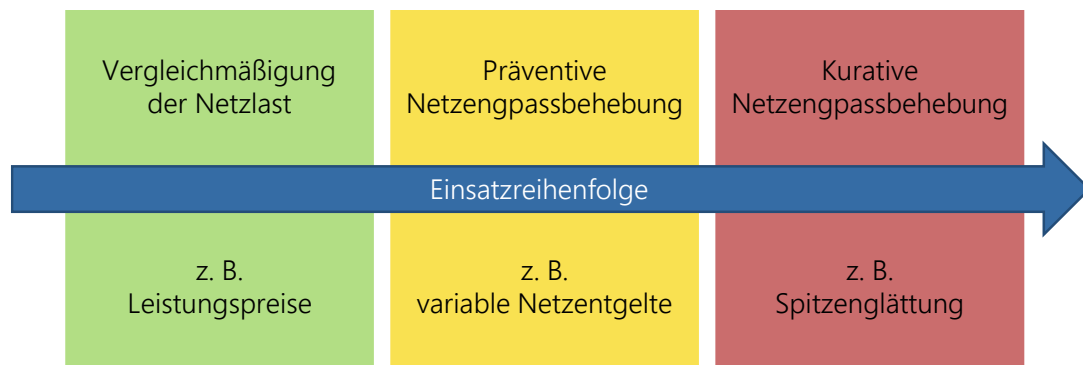 Vergleichmäßigung
der Netzlast
Präventive
Netzengpassbehebung
Kurative
Netzengpassbehebung
Einsatzreihenfolge
z. B.
Leistungspreise
z. B.
variable Netzentgelte
z. B.
Spitzenglättung